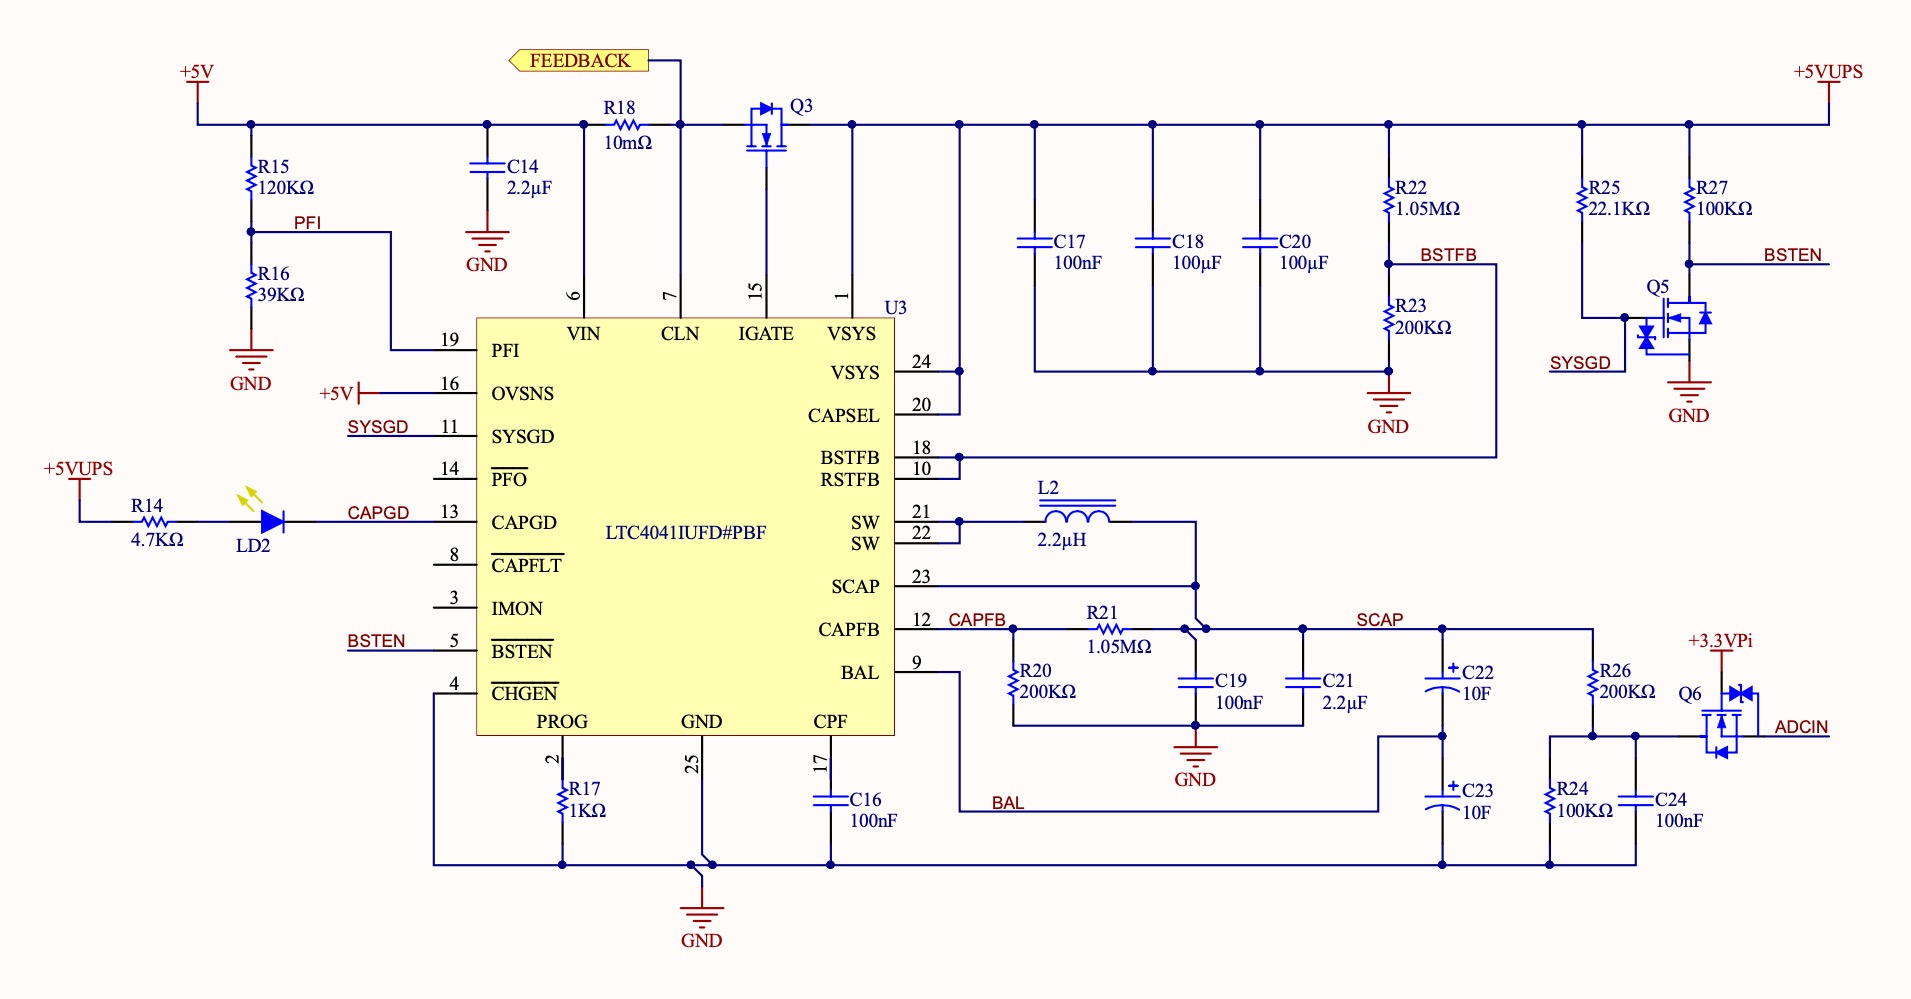 FEEDBACK
+5V
+5VUPS
R18
10mΩ
Q3
R15
120KΩ
C14
2.2µF
GND
PFI
R16
39KΩ
GND
R22
1.05MΩ
R25
22.1KΩ
R27
100KΩ
C17
100nF
C18
100µF
C20
100µF
BSTFB
BSTEN
R23
200KΩ
Q5
SYSGD
GND
GND
6
7
15
1
U3
VIN
CLN
IGATE
VSYS
19
PFI
+5V
16
OVSNS
SYSGD
11
SYSGD
14
PFO
+5VUPS
R14
4.7KΩ
LD2
CAPGD
13
CAPGD
8
CAPFLT
3
IMON
BSTEN
5
BSTEN
4
CHGEN
LTC4041IUFD#PBF
VSYS
24
CAPSEL
20
BSTFB
18
RSTFB
10
SW
21
SW
22
SCAP
23
CAPFB
12
BAL
9
PROG
GND
CPF
2
25
17
L2
2.2µH
CAPFB
R21
1.05MΩ
SCAP
R20
200KΩ
C19
100nF
C21
2.2µF
GND
C22
10F
R26
200KΩ
+3.3VPi
Q6
ADCIN
BAL
C23
10F
R24
100KΩ
C24
100nF
R17
1KΩ
C16
100nF
GND